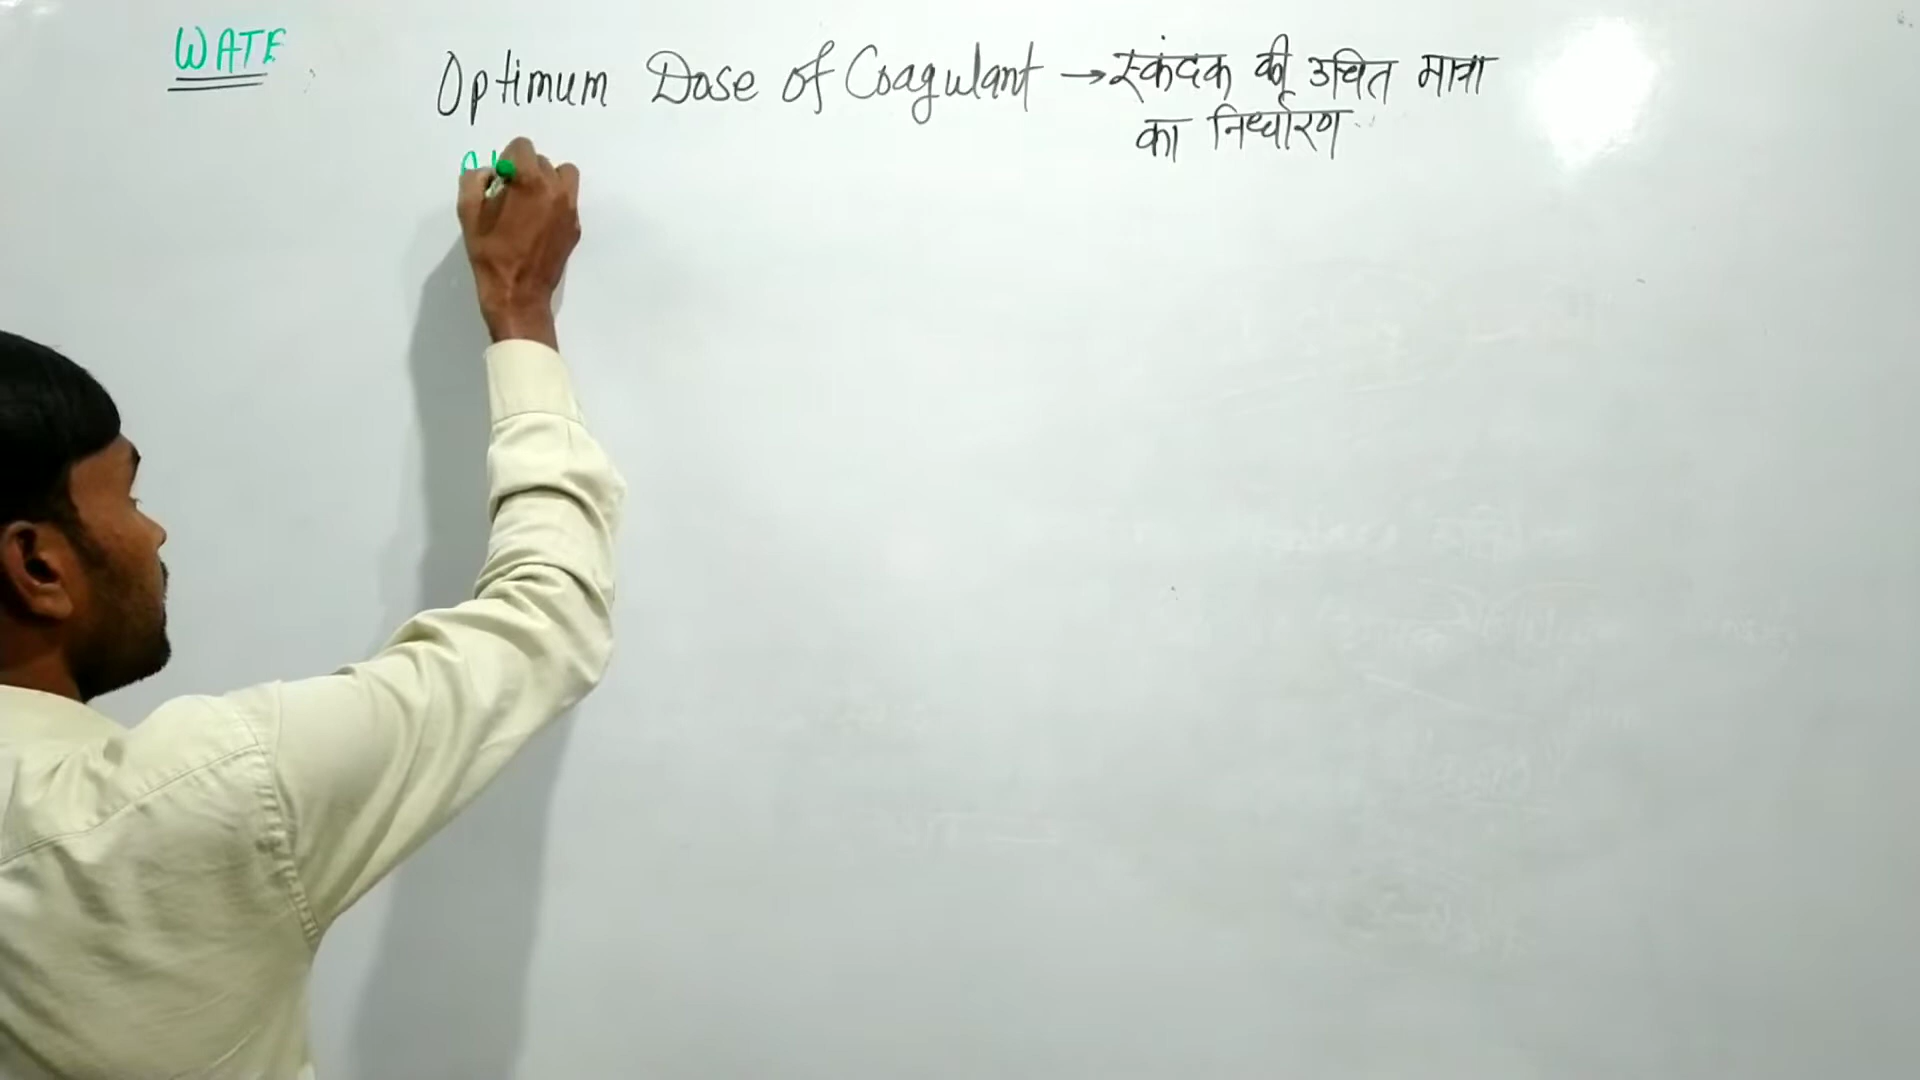 WATE
Optimum Dose of Coagulant → स्कंदक की उचित मात्रा
का निर्धारण